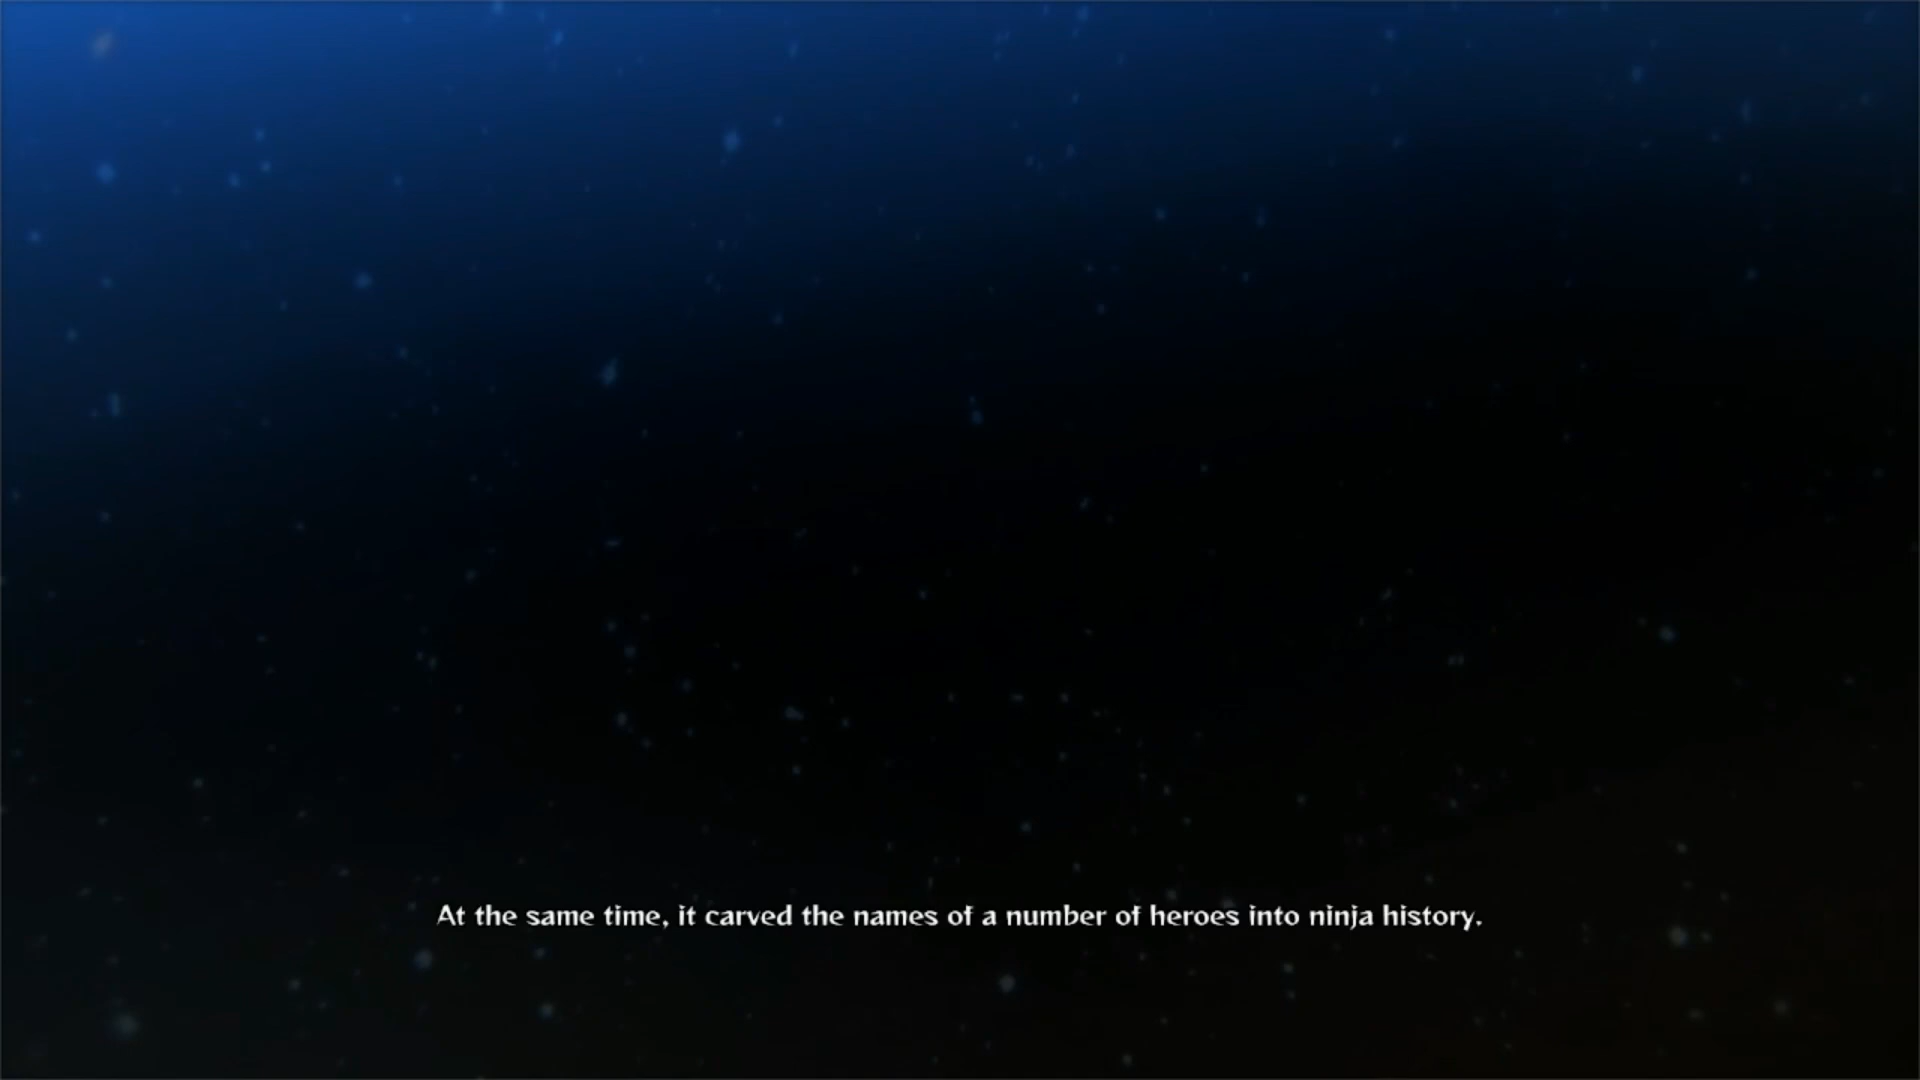 At the same time, it carved the names of a number of heroes into ninja history.